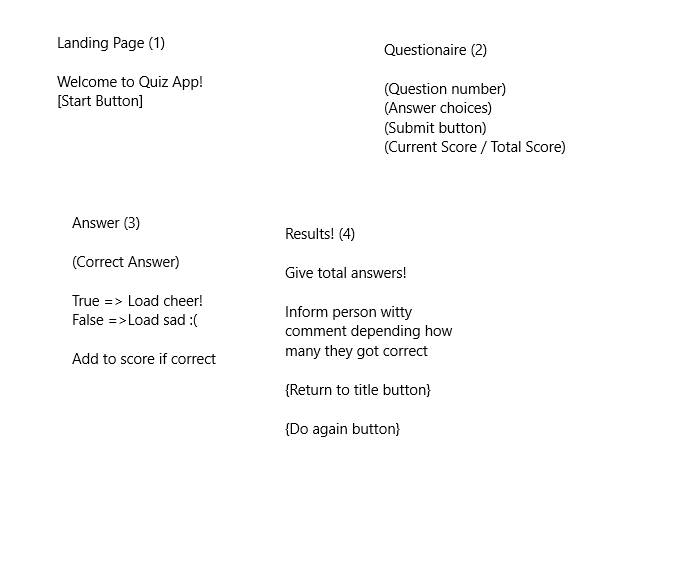 Landing Page (1)
Welcome to Quiz App!
[Start Button]
Questionaire (2)
(Question number)
(Answer choices)
(Submit button)
(Current Score / Total Score)
Answer (3)
(Correct Answer)
True => Load cheer!
False =>Load sad :(
Add to score if correct
Results! (4)
Give total answers!
Inform person witty
comment depending how
many they got correct
{Return to title button}
{Do again button}